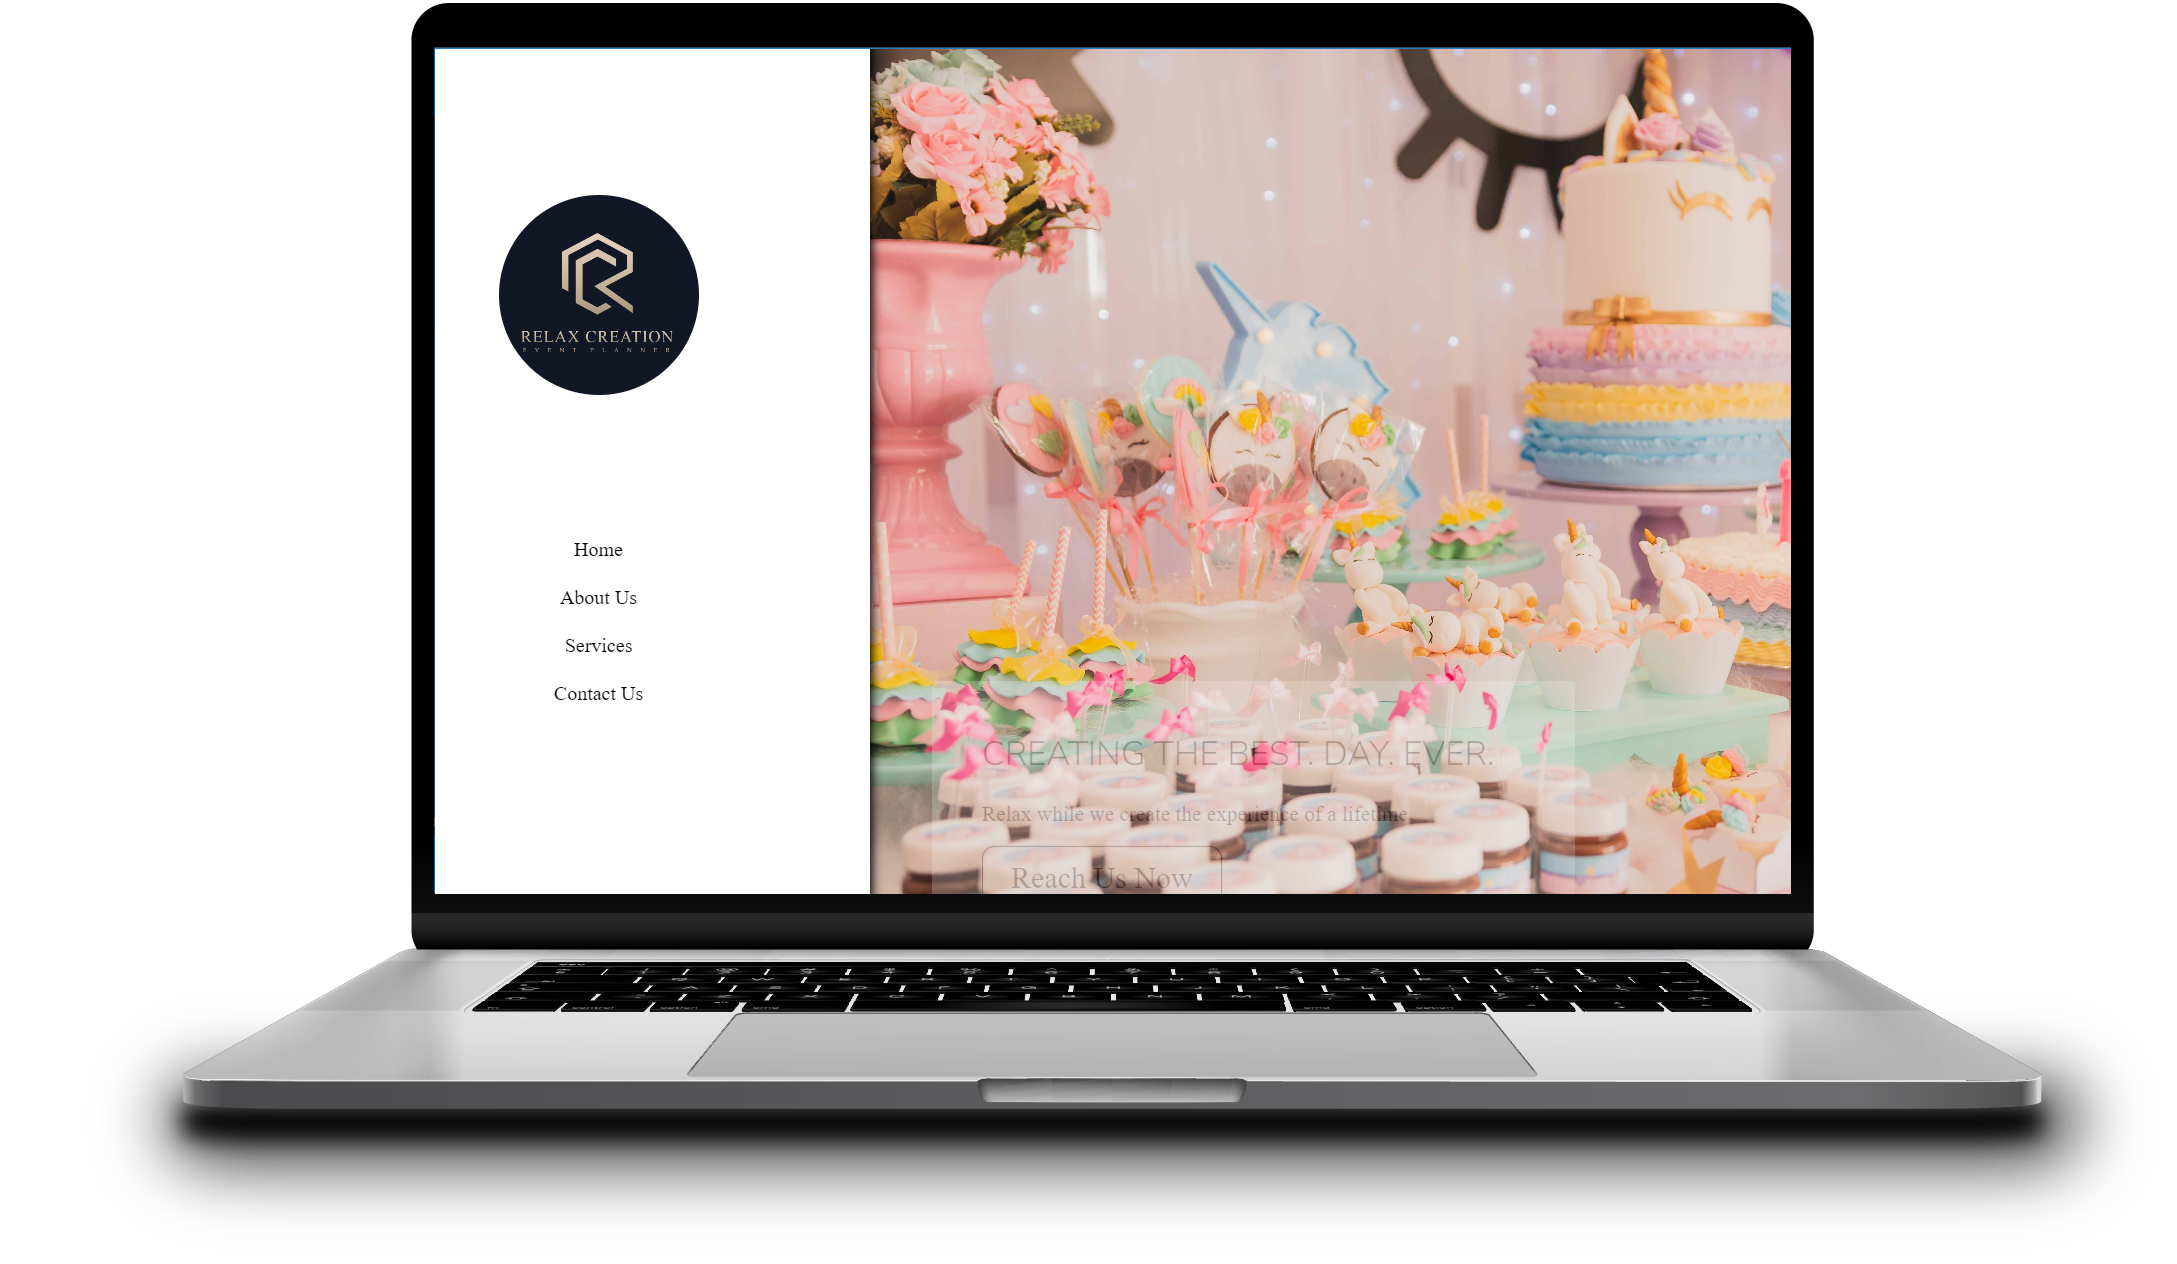 RELAX CREATION
EVENT PLANNER
Home
About Us
Services
Contact Us
CREATING THE BEST. DAY. EVER.
Relax while we create the experience of a lifetime.
Reach Us Now